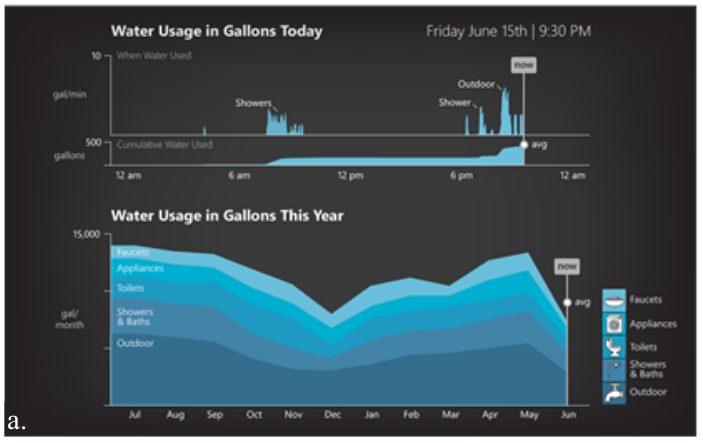 Water Usage in Gallons Today
Friday June 15th | 9:30 PM
10
When Water Used
now
Outdoor
gal/min
Showers
Shower
500
Cumulative Water Used
avg
gallons
12 am 6 am 12 pm 6 pm 12 am
Water Usage in Gallons This Year
15,000
Faucets
now
Appliances
Toilets
avg
Faucets
gal/
month
Showers
& Baths
Appliances
Outdoor
Toilets
Showers
& Baths
Outdoor
Jul Aug Sep Oct Nov Dec Jan Feb Mar Apr May Jun
a.